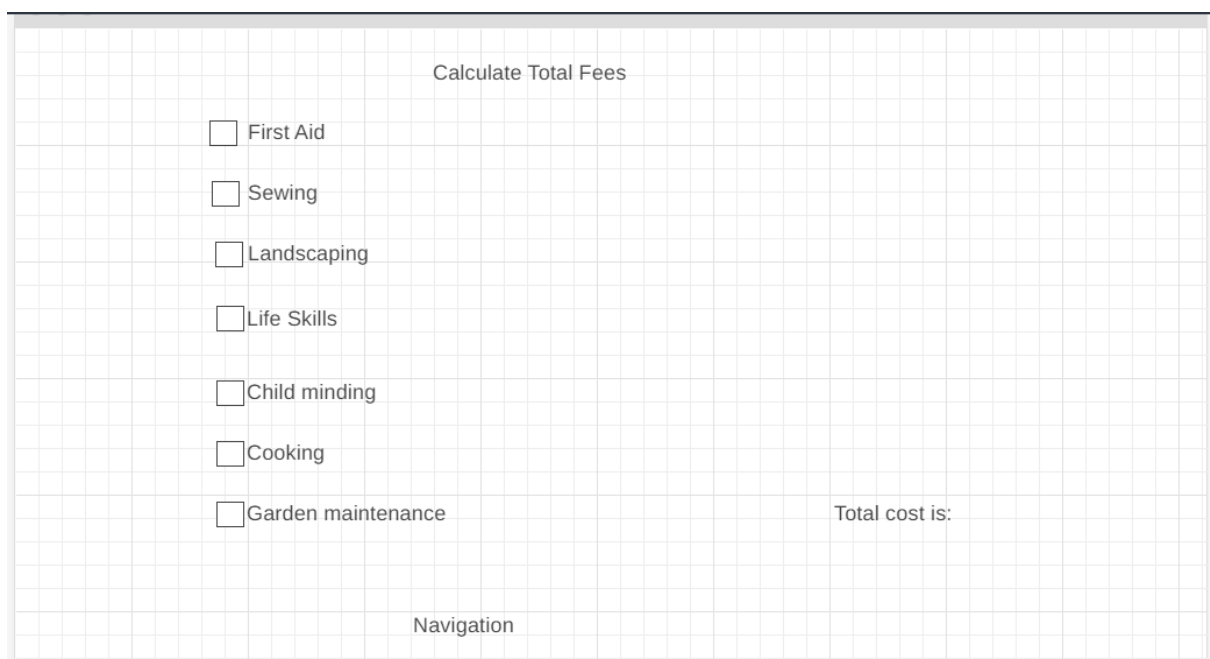 Calculate Total Fees
First Aid
Sewing
Landscaping
Life Skills
Child minding
Cooking
Garden maintenance
Total cost is:
Navigation